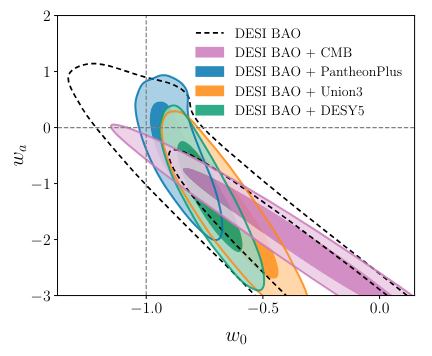 DESI BAO
DESI BAO + CMB
DESI BAO + PantheonPlus
DESI BAO + Union3
DESI BAO + DESY5
2
1
0
−1
−2
−3
w_a
−1.0
−0.5
0.0
w_0